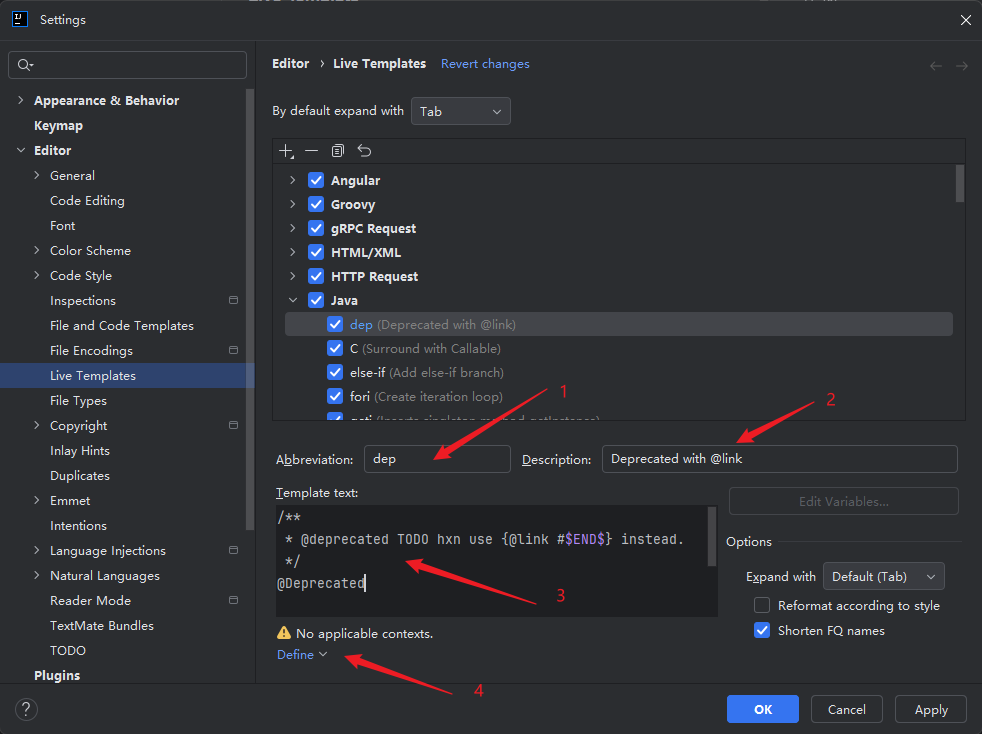 Settings
Editor › Live Templates Revert changes
By default expand with Tab
Appearance & Behavior
Keymap
Editor
General
Code Editing
Font
Color Scheme
Code Style
Inspections
File and Code Templates
File Encodings
Live Templates
File Types
Copyright
Inlay Hints
Duplicates
Emmet
Intentions
Language Injections
Natural Languages
Reader Mode
TextMate Bundles
TODO
Plugins
Angular
Groovy
gRPC Request
HTML/XML
HTTP Request
Java
dep (Deprecated with @link)
C (Surround with Callable)
else-if (Add else-if branch)
fori (Create iteration loop)
1
2
Abbreviation: dep Description: Deprecated with @link
Template text:
/**
* @deprecated TODO hxn use {@link #$END$} instead.
*/
@Deprecated
3
Edit Variables...
Options
Expand with Default (Tab)
Reformat according to style
Shorten FQ names
No applicable contexts.
Define
4
?
OK Cancel Apply